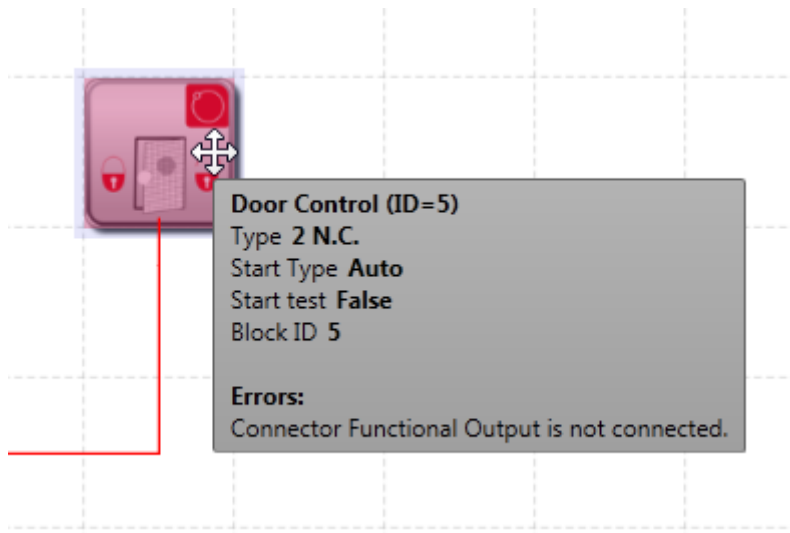 Door Control (ID=5)
Type 2 N.C.
Start Type Auto
Start test False
Block ID 5
Errors:
Connector Functional Output is not connected.